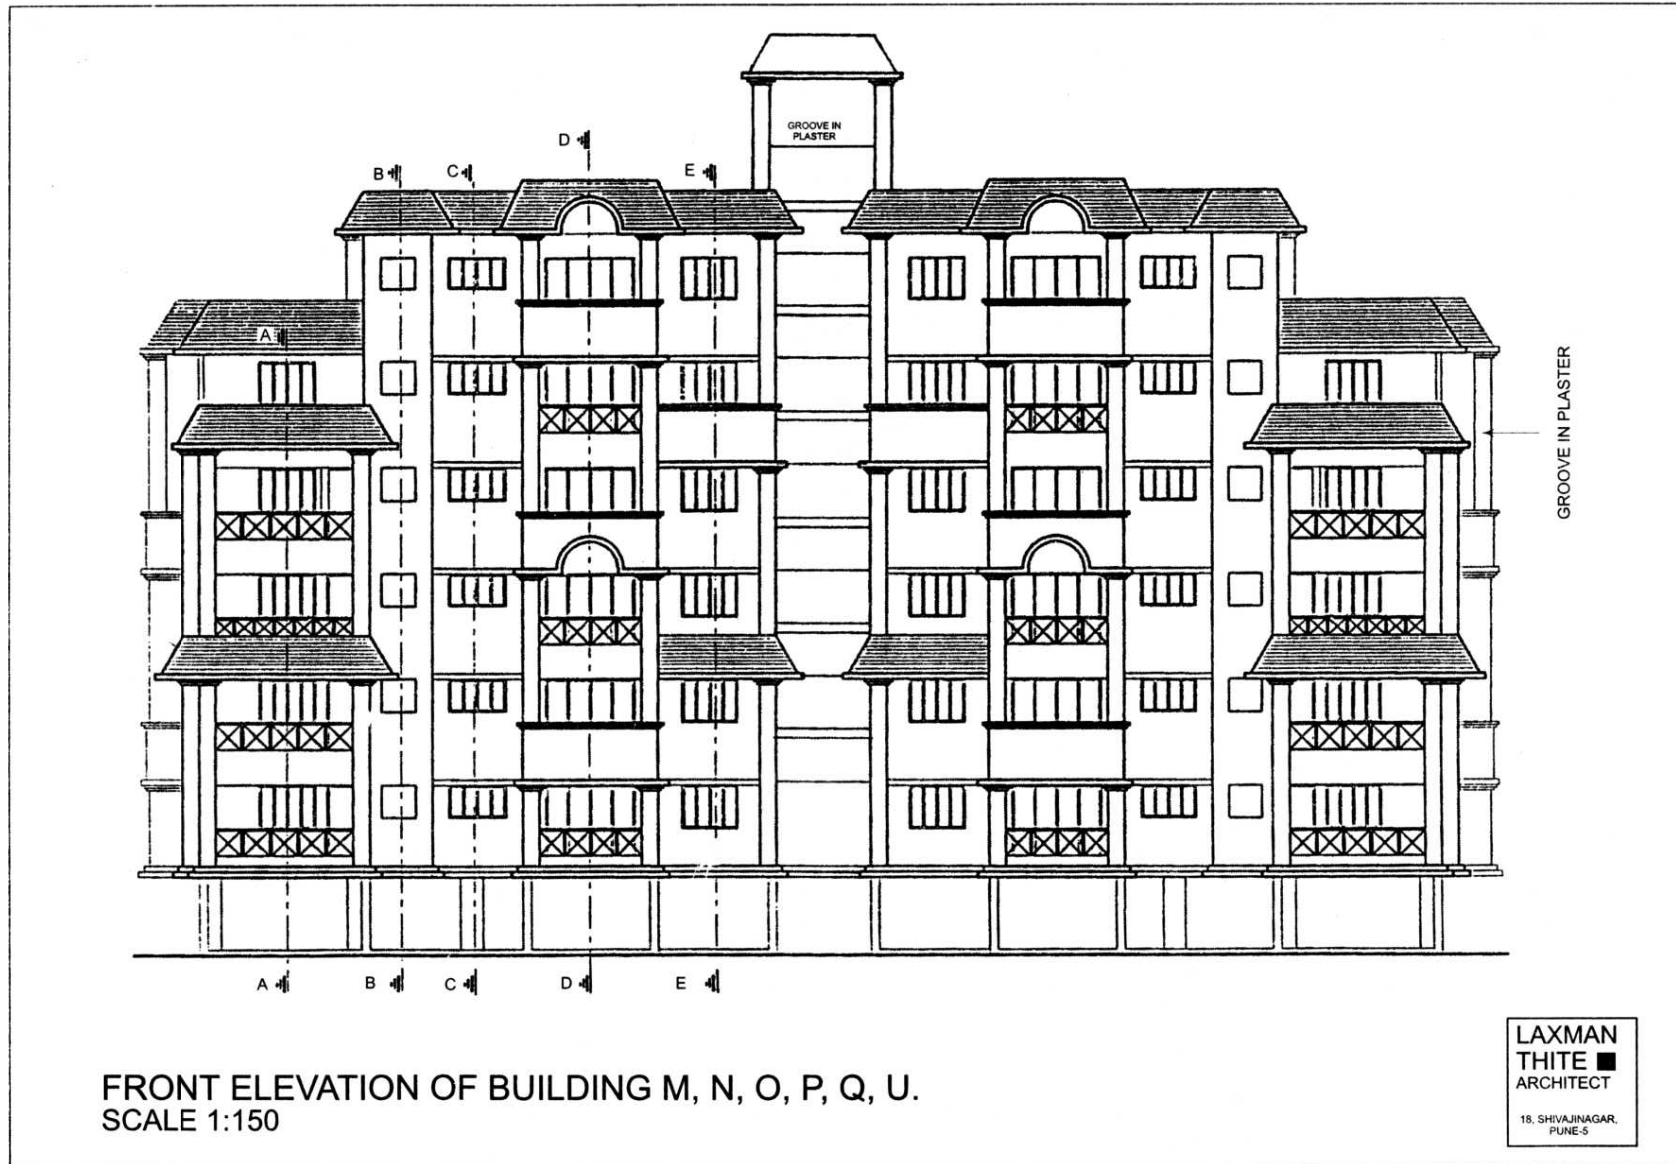 GROOVE IN
PLASTER
D
B
C
E
A
GROOVE IN PLASTER
A
B
C
D
E
FRONT ELEVATION OF BUILDING M, N, O, P, Q, U.
SCALE 1:150
LAXMAN
THITE
ARCHITECT
18, SHIVAJINAGAR,
PUNE-5